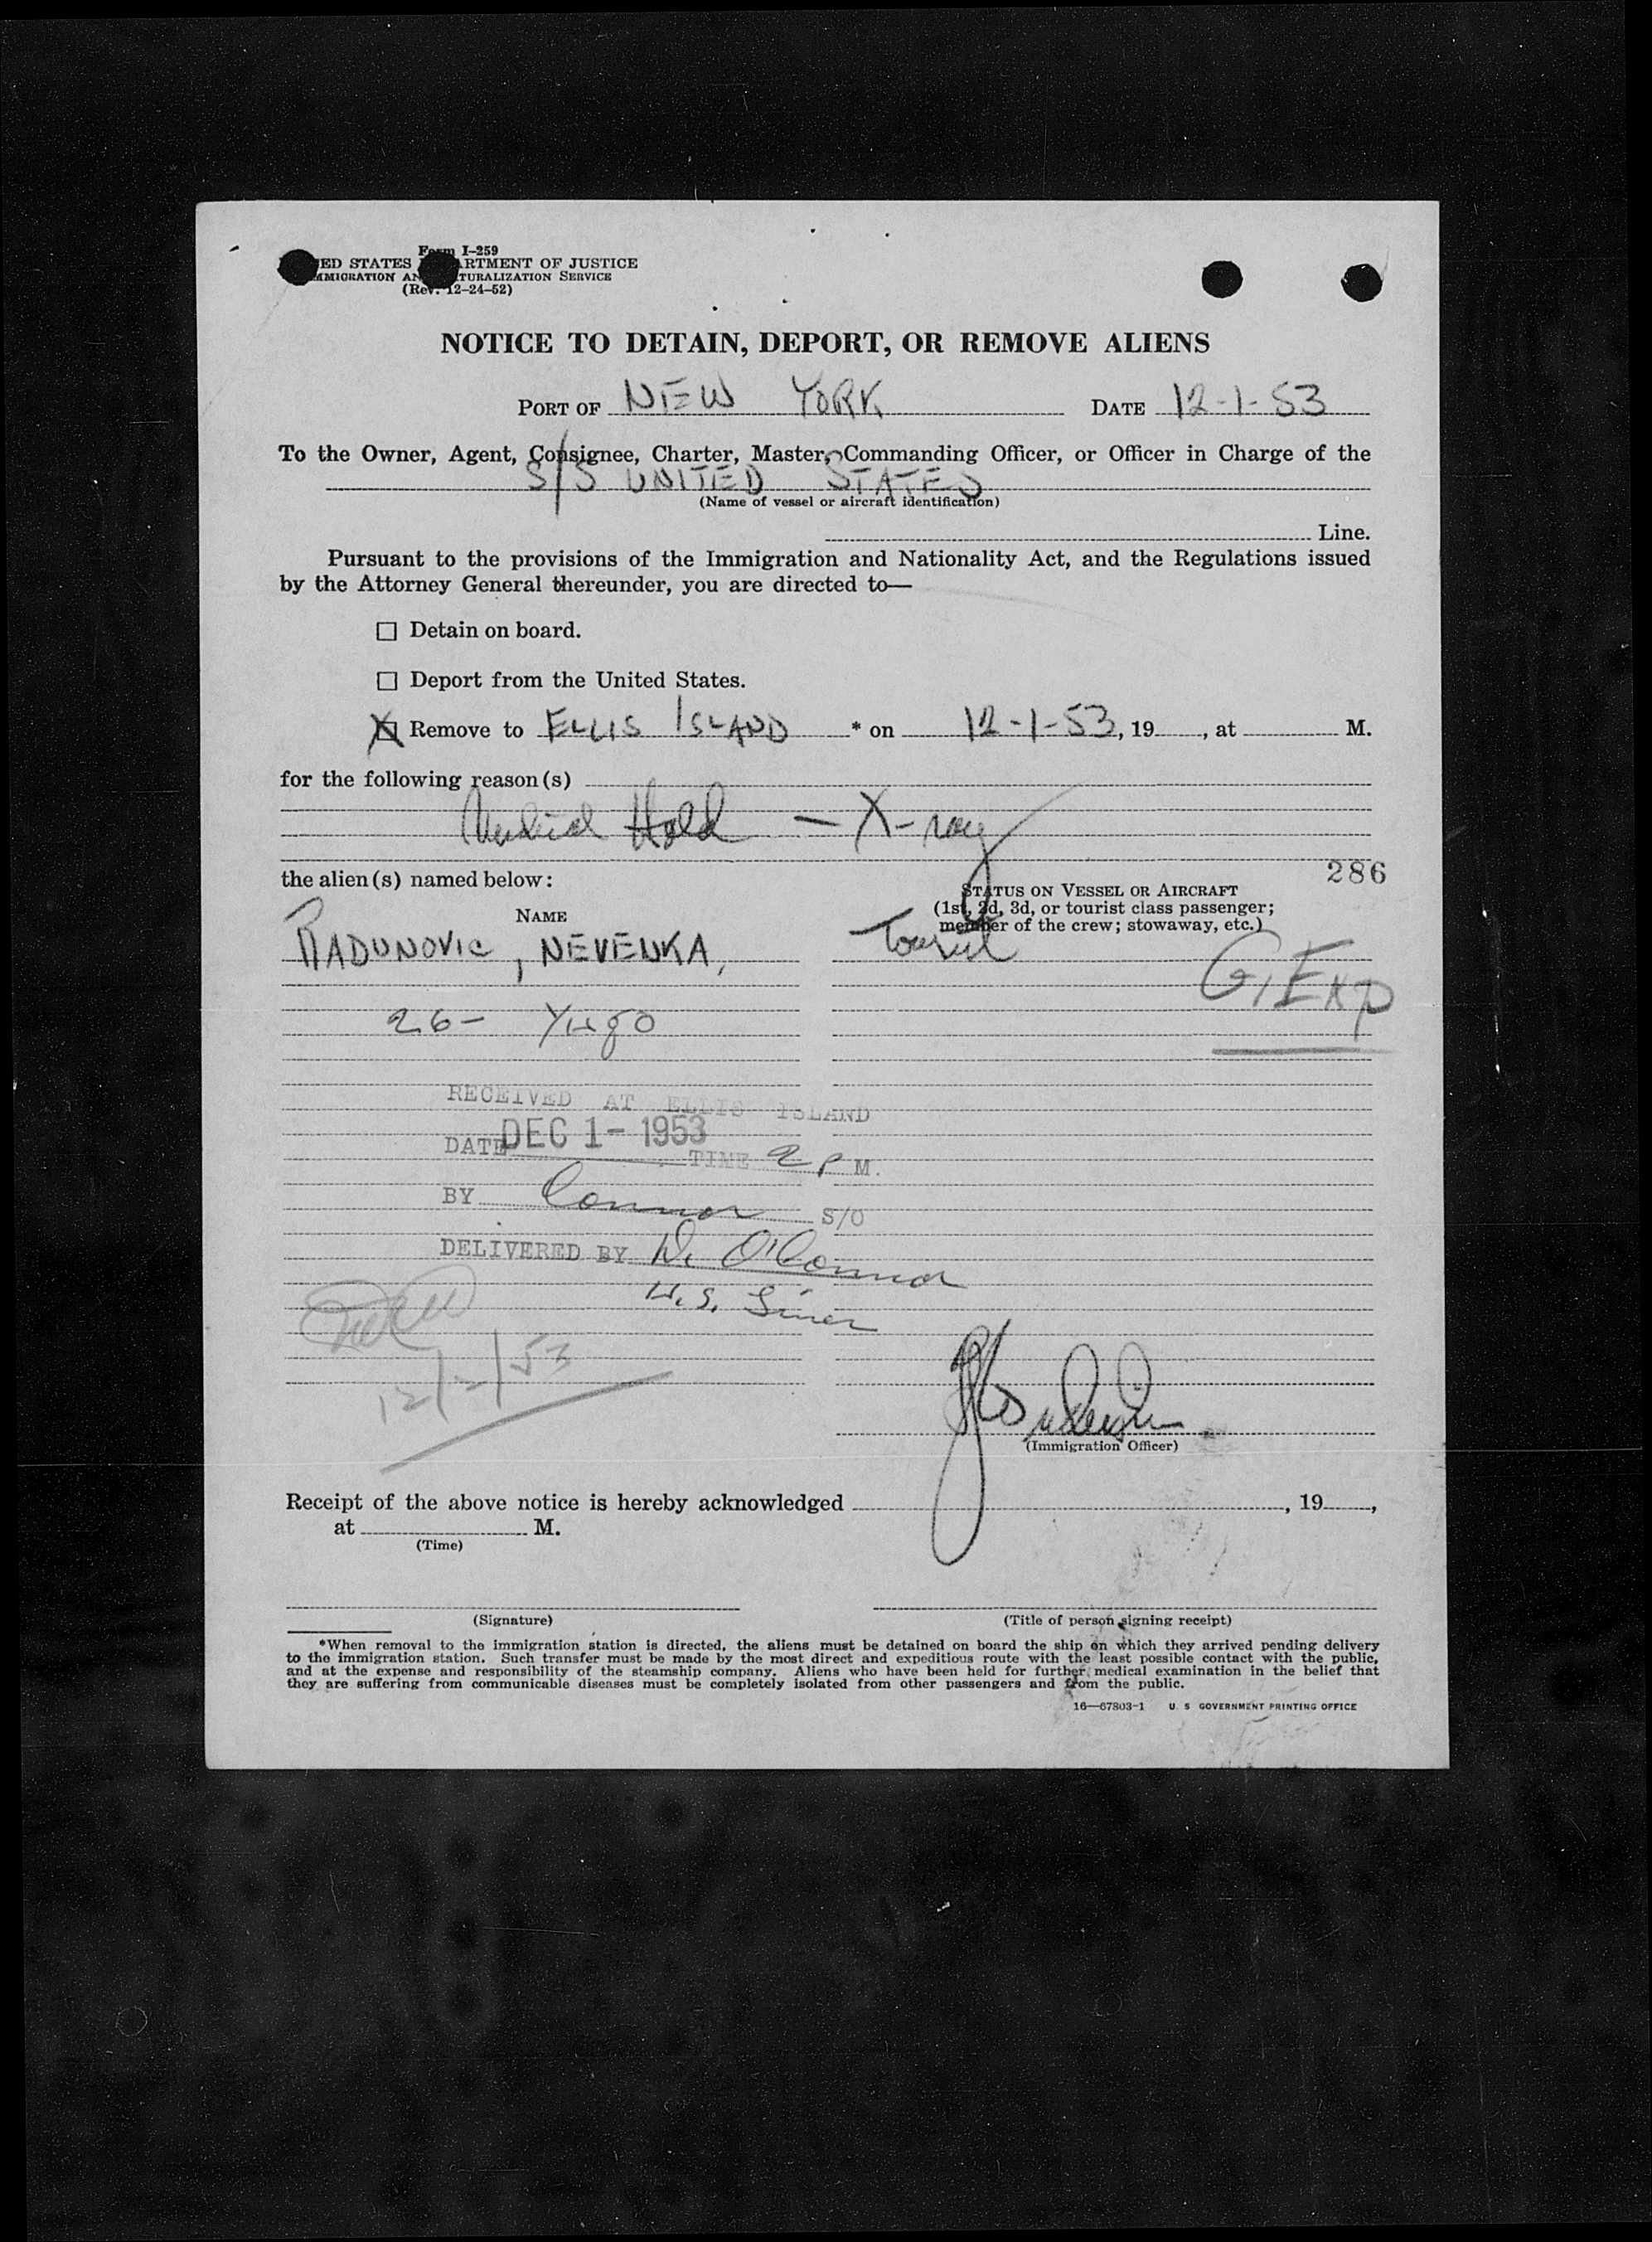 Form I-259
ED STATES ARTMENT OF JUSTICE
MMIGRATION AN TURALIZATION SERVICE
(Rev. 12-24-52)
NOTICE TO DETAIN, DEPORT, OR REMOVE ALIENS
PORT OF NEW YORK DATE 12-1-53
To the Owner, Agent, Consignee, Charter, Master, Commanding Officer, or Officer in Charge of the
S/S UNITED STATES
(Name of vessel or aircraft identification)
Line.
Pursuant to the provisions of the Immigration and Nationality Act, and the Regulations issued
by the Attorney General thereunder, you are directed to—
☐ Detain on board.
☐ Deport from the United States.
☒ Remove to ELLIS ISLAND * on 12-1-53, 19 , at M.
for the following reason(s)
Medical Hold — X-ray
286
the alien(s) named below:
STATUS ON VESSEL OR AIRCRAFT
(1st, 2d, 3d, or tourist class passenger;
member of the crew; stowaway, etc.)
NAME
RADUNOVIC, NEVENKA, Tourist
26- Yugo
RECEIVED AT ELLIS ISLAND
DATE DEC 1- 1953 TIME 2 P M.
BY Connor S/O
DELIVERED BY D. O'Connor
U.S. Lines
12/2/53
(Immigration Officer)
Receipt of the above notice is hereby acknowledged , 19 ,
at M.
(Time)
(Signature) (Title of person signing receipt)
*When removal to the immigration station is directed, the aliens must be detained on board the ship on which they arrived pending delivery
to the immigration station. Such transfer must be made by the most direct and expeditious route with the least possible contact with the public,
and at the expense and responsibility of the steamship company. Aliens who have been held for further medical examination in the belief that
they are suffering from communicable diseases must be completely isolated from other passengers and from the public.
16—67803-1 U. S. GOVERNMENT PRINTING OFFICE